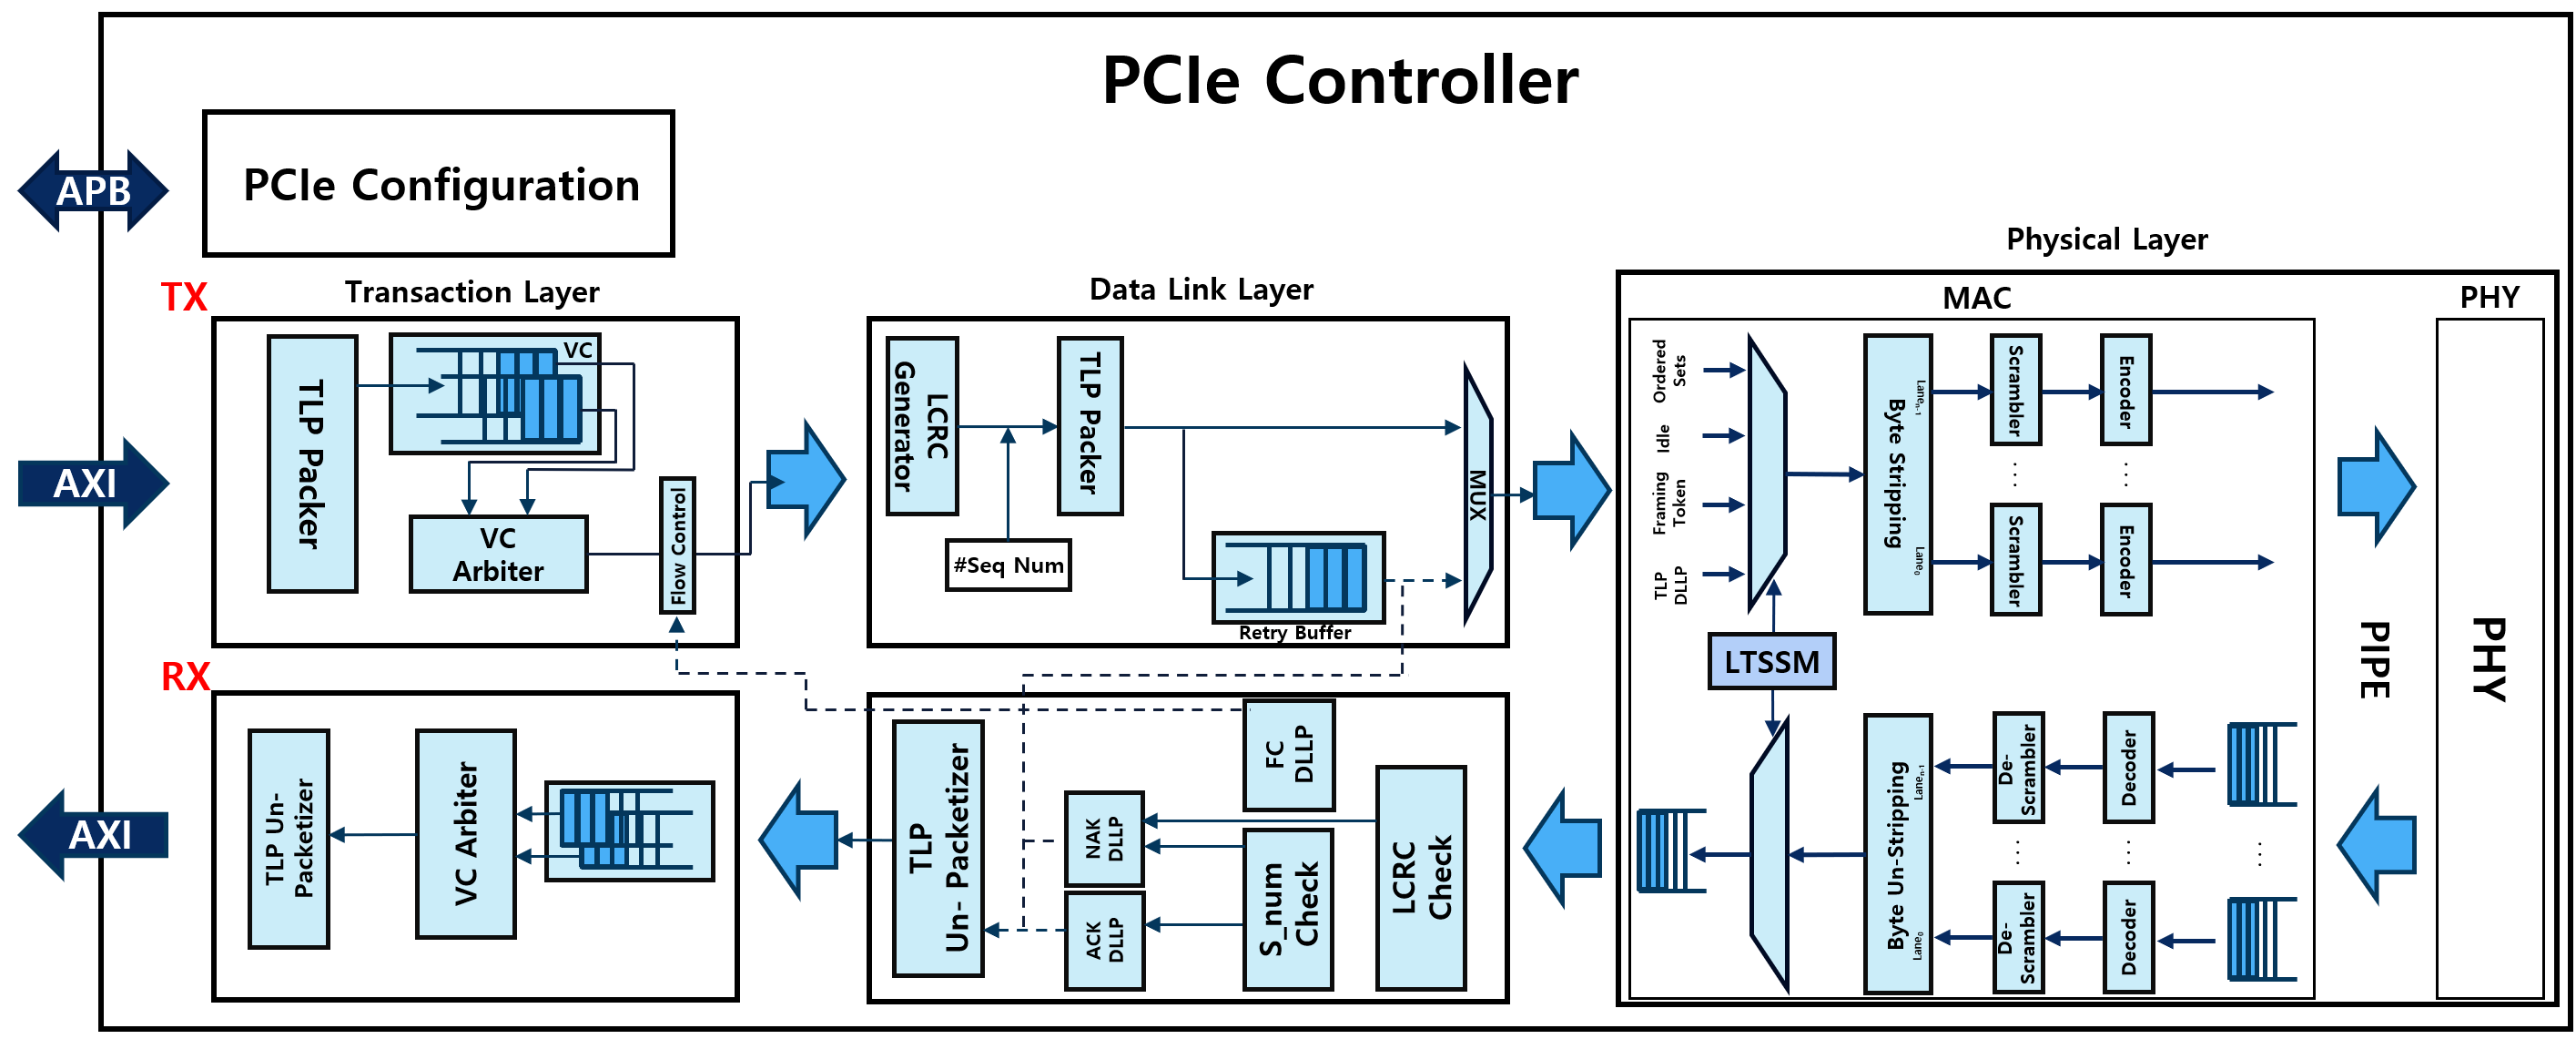 PCIe Controller
APB
PCIe Configuration
Physical Layer
TX
Transaction Layer
Data Link Layer
MAC
PHY
AXI
TLP Packer
VC
VC
Arbiter
Flow Control
LCRC
Generator
#Seq Num
TLP Packer
Retry Buffer
MUX
Ordered
Sets
Idle
Framing
Token
TLP
DLLP
LTSSM
Byte Stripping
Lanen-1
Lane0
Scrambler
Encoder
...
...
Scrambler
Encoder
PIPE
PHY
RX
AXI
TLP Un-
Packetizer
VC Arbiter
TLP
Un- Packetizer
NAK
DLLP
ACK
DLLP
FC
DLLP
S_num
Check
LCRC
Check
Byte Un-Stripping
Lanen-1
Lane0
De-
Scrambler
Decoder
...
...
...
De-
Scrambler
Decoder